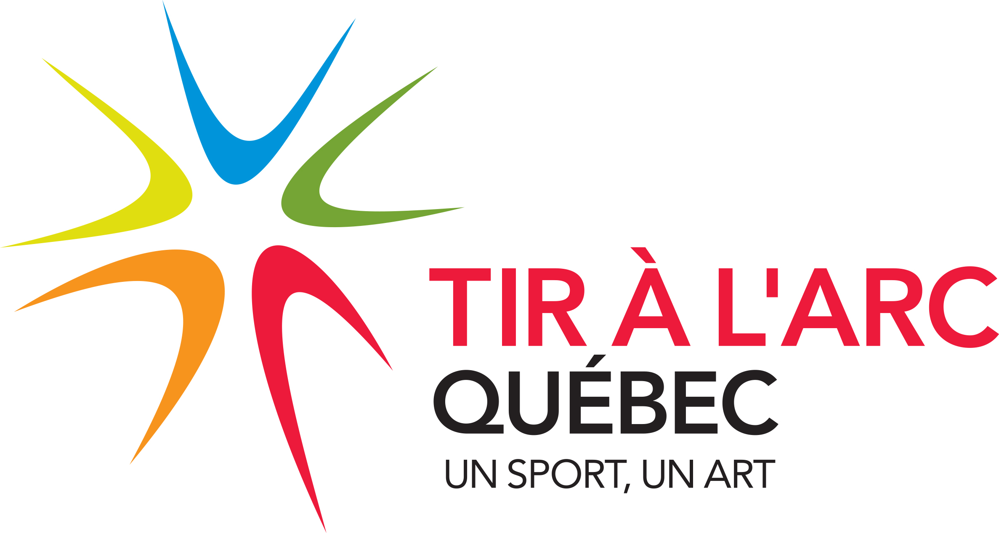 TIR À L'ARC
QUÉBEC
UN SPORT, UN ART